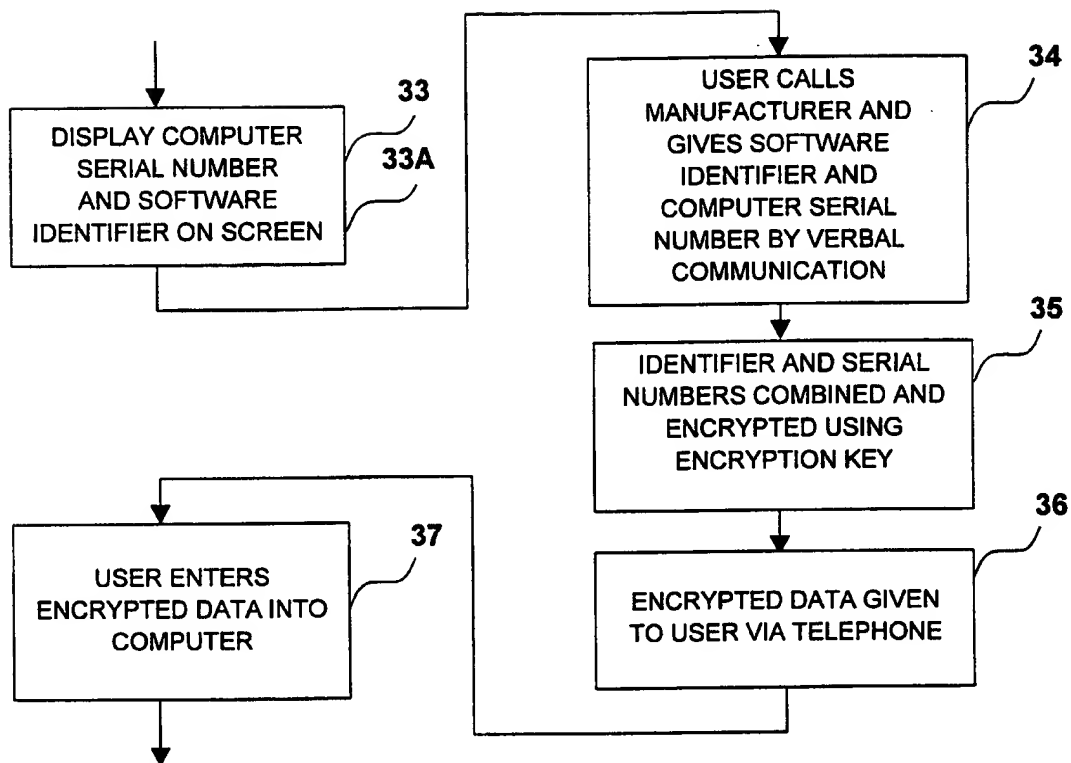 33
33A
DISPLAY COMPUTER
SERIAL NUMBER
AND SOFTWARE
IDENTIFIER ON SCREEN
34
USER CALLS
MANUFACTURER AND
GIVES SOFTWARE
IDENTIFIER AND
COMPUTER SERIAL
NUMBER BY VERBAL
COMMUNICATION
35
IDENTIFIER AND SERIAL
NUMBERS COMBINED AND
ENCRYPTED USING
ENCRYPTION KEY
36
ENCRYPTED DATA GIVEN
TO USER VIA TELEPHONE
37
USER ENTERS
ENCRYPTED DATA INTO
COMPUTER